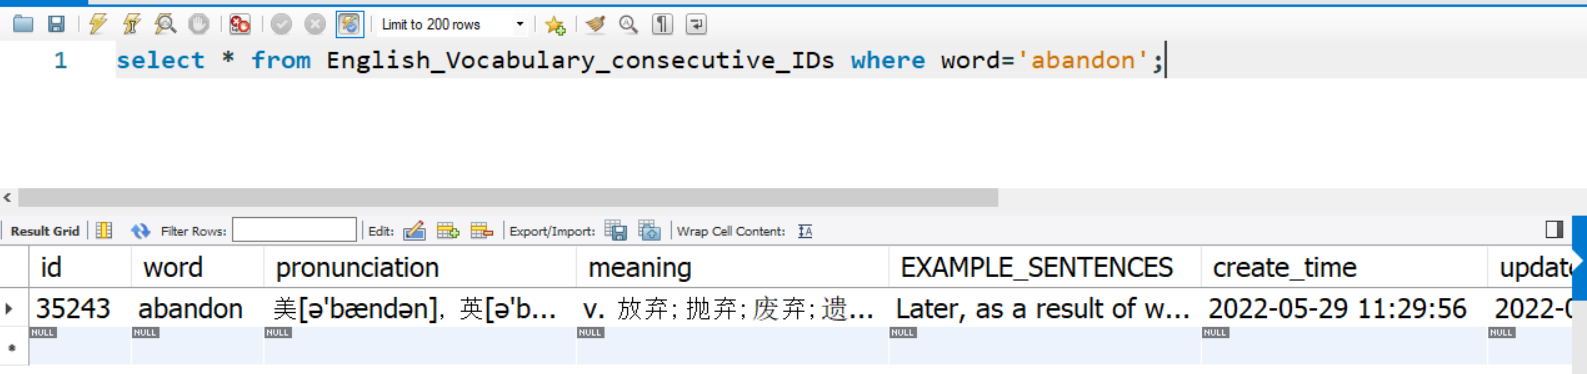 Limit to 200 rows
1 select * from English_Vocabulary_consecutive_IDs where word='abandon';
Result Grid Filter Rows: Edit: Export/Import: Wrap Cell Content: IA
id word pronunciation meaning EXAMPLE_SENTENCES create_time update
35243 abandon 美[ə'bændən], 英[ə'b... v. 放弃; 抛弃; 废弃; 遗... Later, as a result of w... 2022-05-29 11:29:56 2022-0
NULL NULL NULL NULL NULL NULL NULL